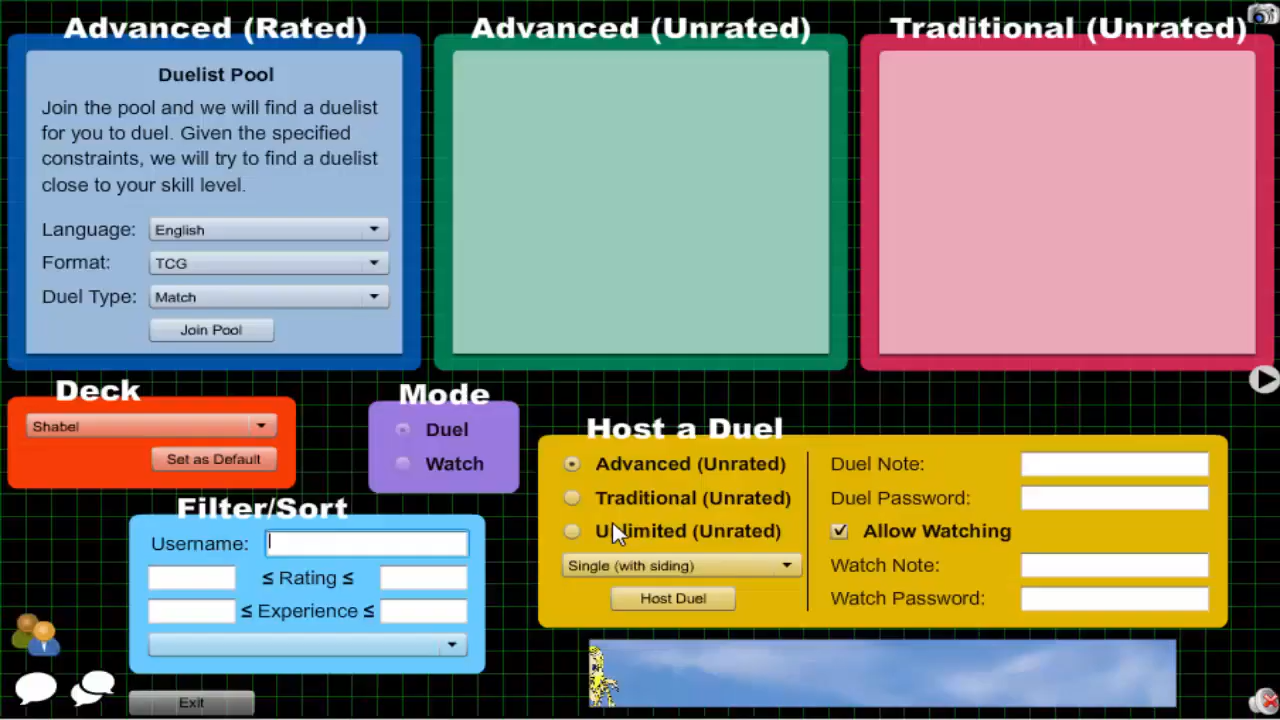 Advanced (Rated)
Duelist Pool
Join the pool and we will find a duelist
for you to duel. Given the specified
constraints, we will try to find a duelist
close to your skill level.
Language: English
Format: TCG
Duel Type: Match
Join Pool
Advanced (Unrated)
Traditional (Unrated)
Deck
Shabel
Set as Default
Mode
Duel
Watch
Filter/Sort
Username:
≤ Rating ≤
≤ Experience ≤
Exit
Host a Duel
Advanced (Unrated)
Traditional (Unrated)
Unlimited (Unrated)
Single (with siding)
Host Duel
Duel Note:
Duel Password:
Allow Watching
Watch Note:
Watch Password: